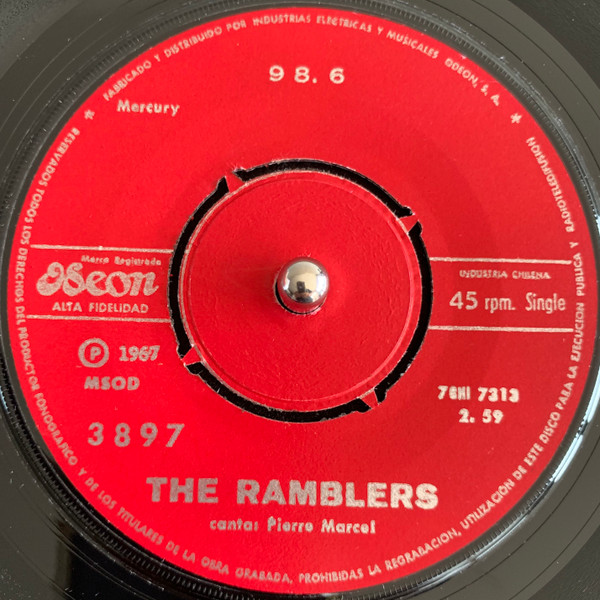 FABRICADO Y DISTRIBUIDO POR INDUSTRIAS ELECTRICAS Y MUSICALES ODEON, S. A. ★
98.6
Mercury
Marca Registrada
Odeon
ALTA FIDELIDAD
INDUSTRIA CHILENA
45 rpm. Single
Ⓟ 1967
MSOD
7GHI 7313
2. 59
3897
THE RAMBLERS
canta: Pierre Marcel
★ RESERVADOS TODOS LOS DERECHOS DEL PRODUCTOR FONOGRAFICO Y DE LOS TITULARES DE LA OBRA GRABADA, PROHIBIDAS LA REGRABACION, UTILIZACION DE ESTE DISCO PARA LA EJECUCION PUBLICA Y RADIOTELEDIFUSION